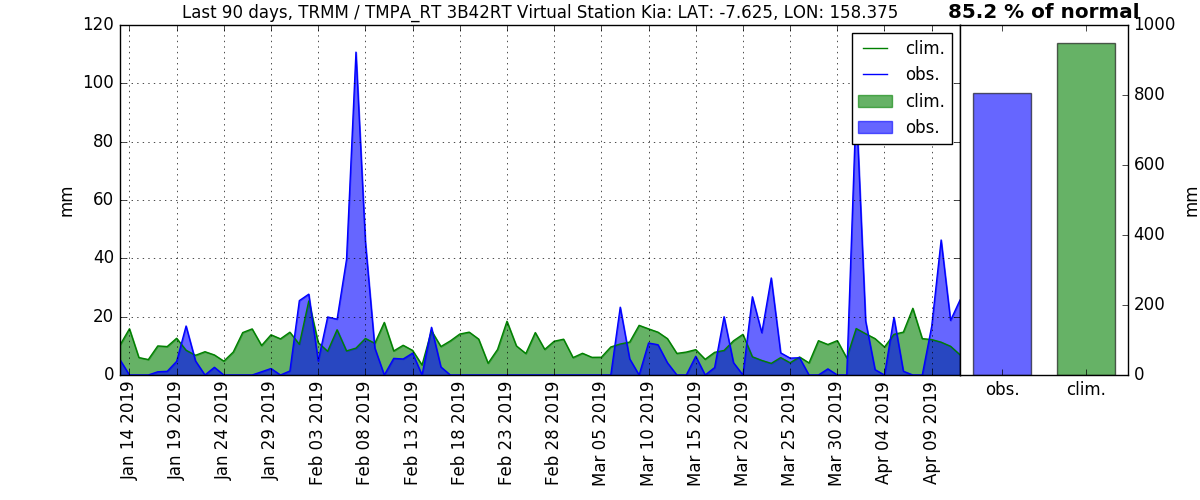 Last 90 days, TRMM / TMPA_RT 3B42RT Virtual Station Kia: LAT: -7.625, LON: 158.375
85.2 % of normal
120
100
80
60
40
20
0
mm
clim.
obs.
clim.
obs.
Jan 14 2019
Jan 19 2019
Jan 24 2019
Jan 29 2019
Feb 03 2019
Feb 08 2019
Feb 13 2019
Feb 18 2019
Feb 23 2019
Feb 28 2019
Mar 05 2019
Mar 10 2019
Mar 15 2019
Mar 20 2019
Mar 25 2019
Mar 30 2019
Apr 04 2019
Apr 09 2019
obs.
clim.
1000
800
600
400
200
0
mm